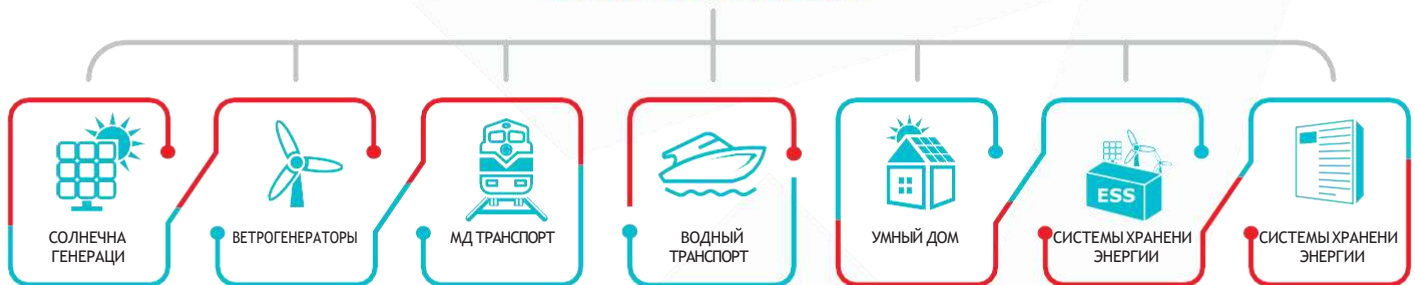 ESS
СОЛНЕЧНА
ГЕНЕРАЦИ
ВЕТРОГЕНЕРАТОРЫ
МД ТРАНСПОРТ
ВОДНЫЙ
ТРАНСПОРТ
УМНЫЙ ДОМ
СИСТЕМЫ ХРАНЕНИ
ЭНЕРГИИ
СИСТЕМЫ ХРАНЕНИ
ЭНЕРГИИ